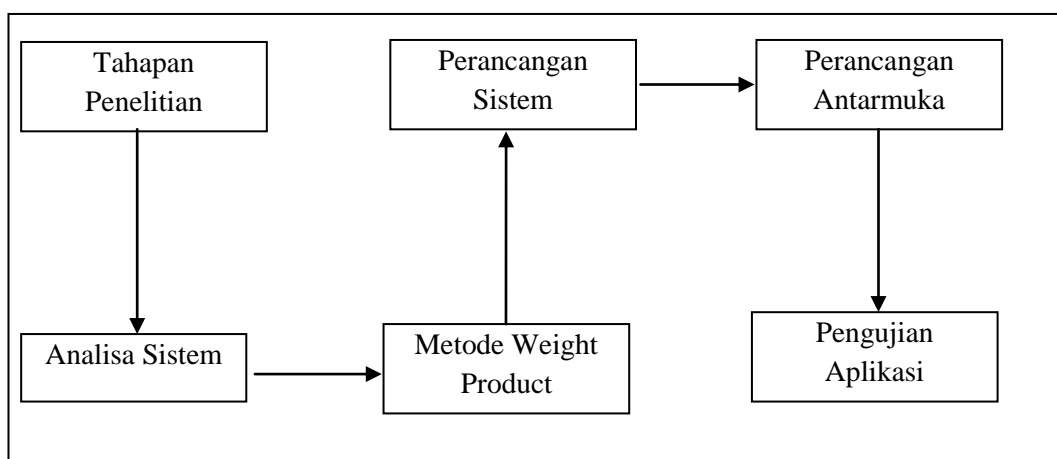 Tahapan
Penelitian
Analisa Sistem
Metode Weight
Product
Perancangan
Sistem
Perancangan
Antarmuka
Pengujian
Aplikasi